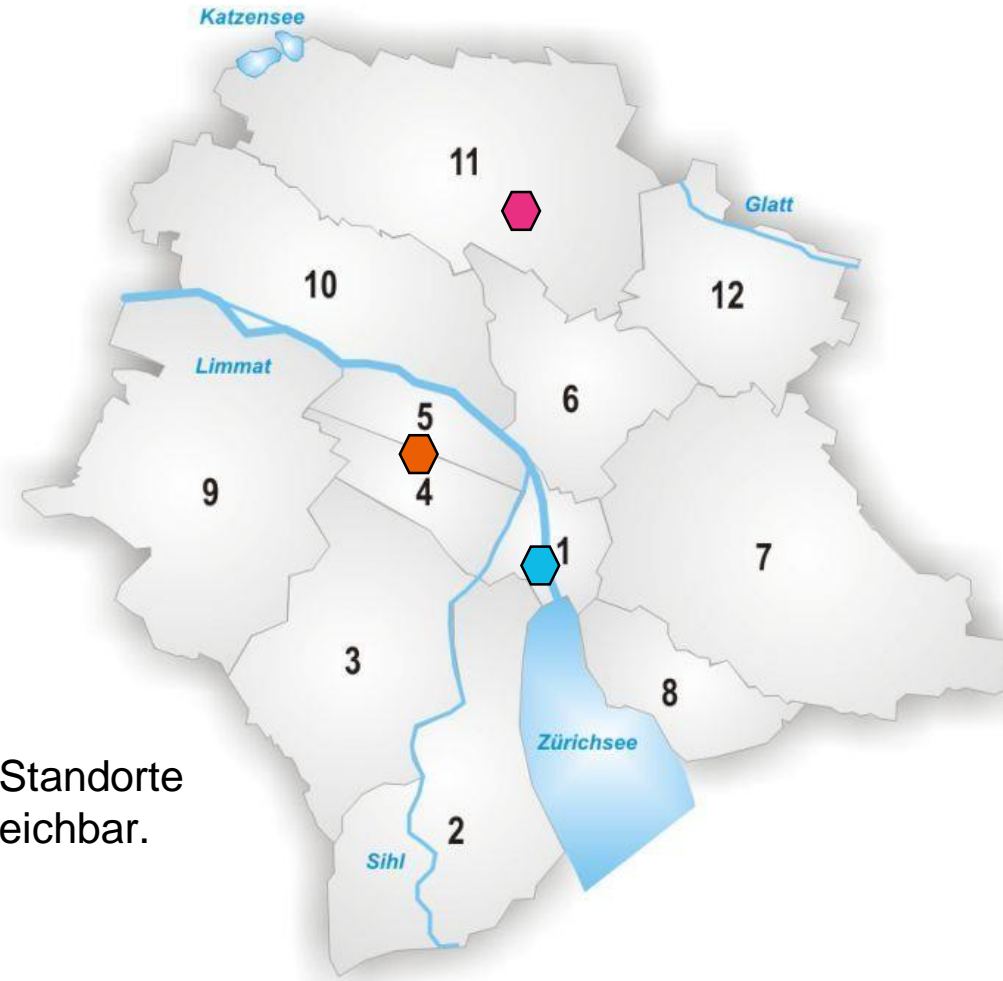 Katzensee
11
Glatt
10
12
Limmat
6
5
4
9
1
7
3
8
Zürichsee
Standorte
eichbar.
2
Sihl